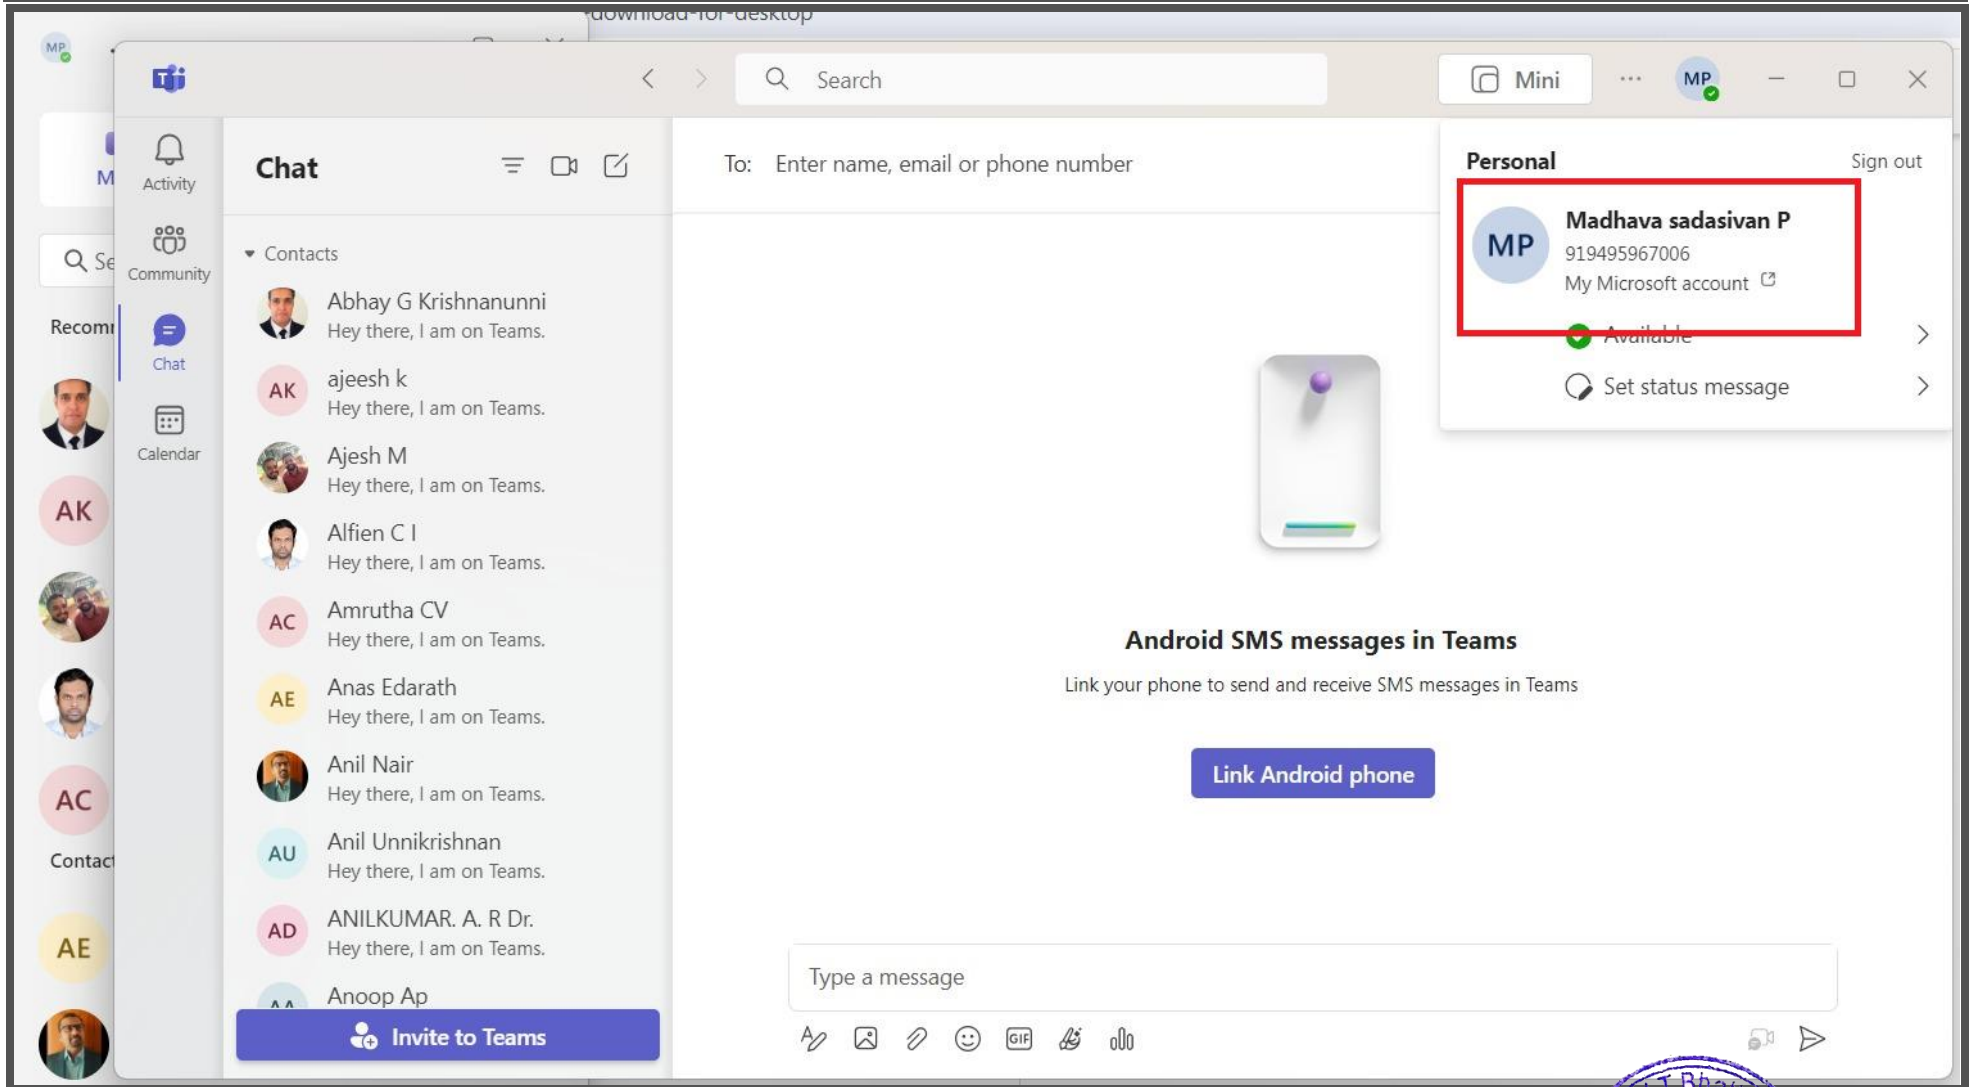 download-for-desktop
MP
Search
Mini
MP
Activity
Community
Chat
Calendar
M
Se
Recomm
AK
AC
Contact
AE
Chat
Contacts
Abhay G Krishnanunni
Hey there, I am on Teams.
AK
ajeesh k
Hey there, I am on Teams.
Ajesh M
Hey there, I am on Teams.
Alfien C I
Hey there, I am on Teams.
AC
Amrutha CV
Hey there, I am on Teams.
AE
Anas Edarath
Hey there, I am on Teams.
Anil Nair
Hey there, I am on Teams.
AU
Anil Unnikrishnan
Hey there, I am on Teams.
AD
ANILKUMAR. A. R Dr.
Hey there, I am on Teams.
AA
Anoop Ap
Invite to Teams
To: Enter name, email or phone number
Personal
Sign out
MP
Madhava sadasivan P
919495967006
My Microsoft account
Available
Set status message
Android SMS messages in Teams
Link your phone to send and receive SMS messages in Teams
Link Android phone
Type a message
GIF